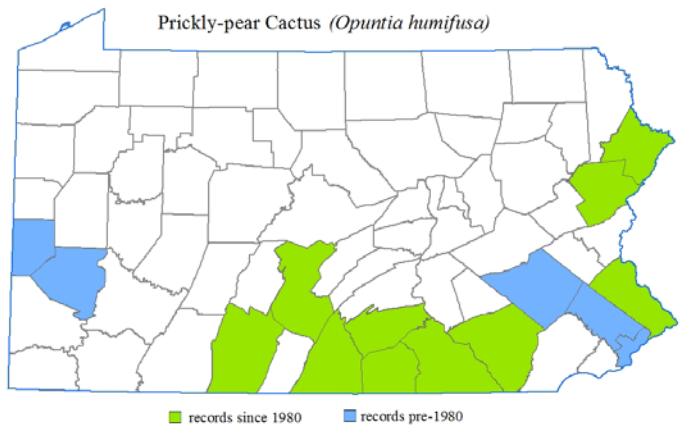 Prickly-pear Cactus (Opuntia humifusa)
records since 1980
records pre-1980